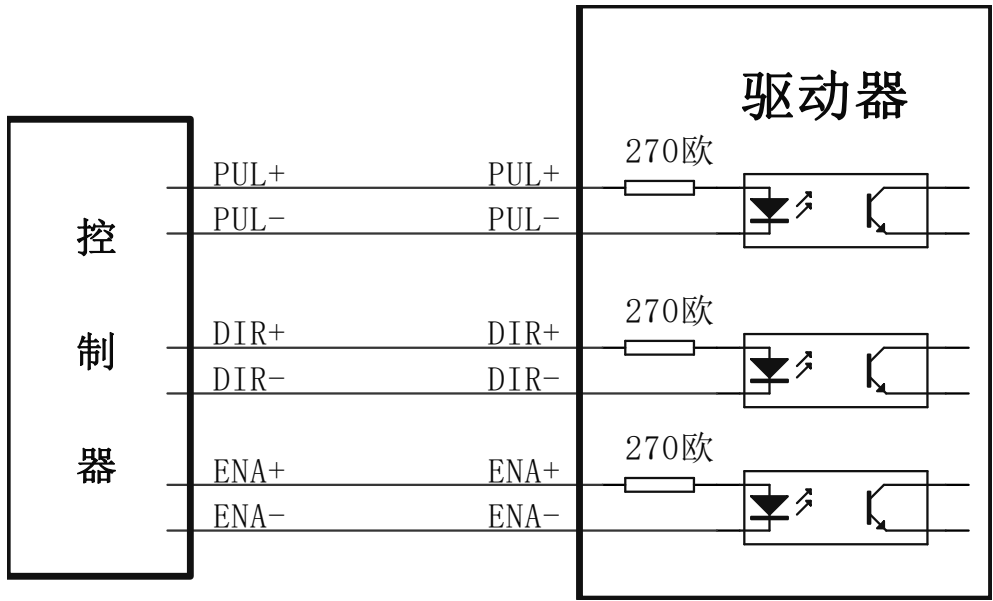 驱动器
270欧
PUL+ PUL+
PUL- PUL-
控
制
器
270欧
DIR+ DIR+
DIR- DIR-
270欧
ENA+ ENA+
ENA- ENA-